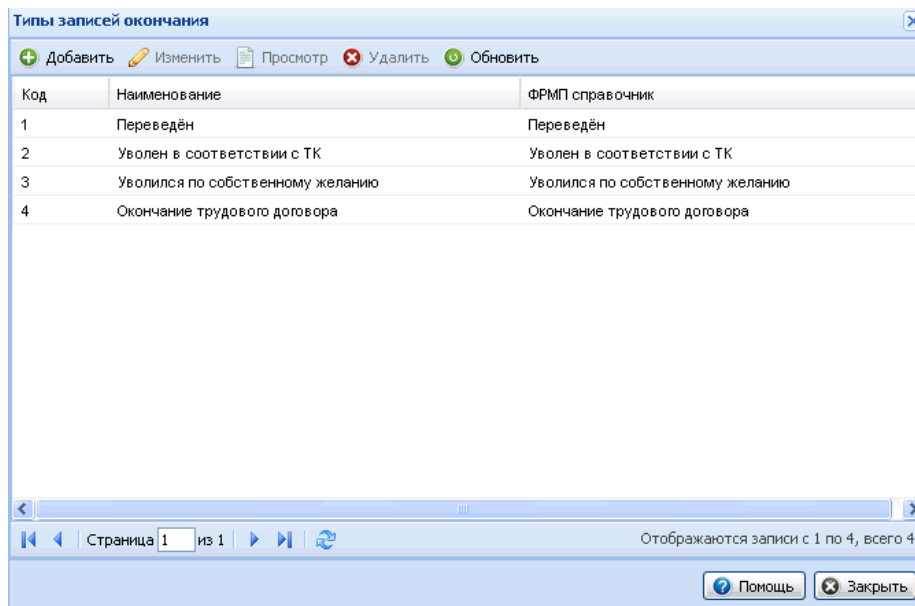 Типы записей окончания
Добавить Изменить Просмотр Удалить Обновить
Код Наименование ФРМП справочник
1 Переведён Переведён
2 Уволен в соответствии с ТК Уволен в соответствии с ТК
3 Уволился по собственному желанию Уволился по собственному желанию
4 Окончание трудового договора Окончание трудового договора
Страница 1 из 1 Отображаются записи с 1 по 4, всего 4
Помощь Закрыть